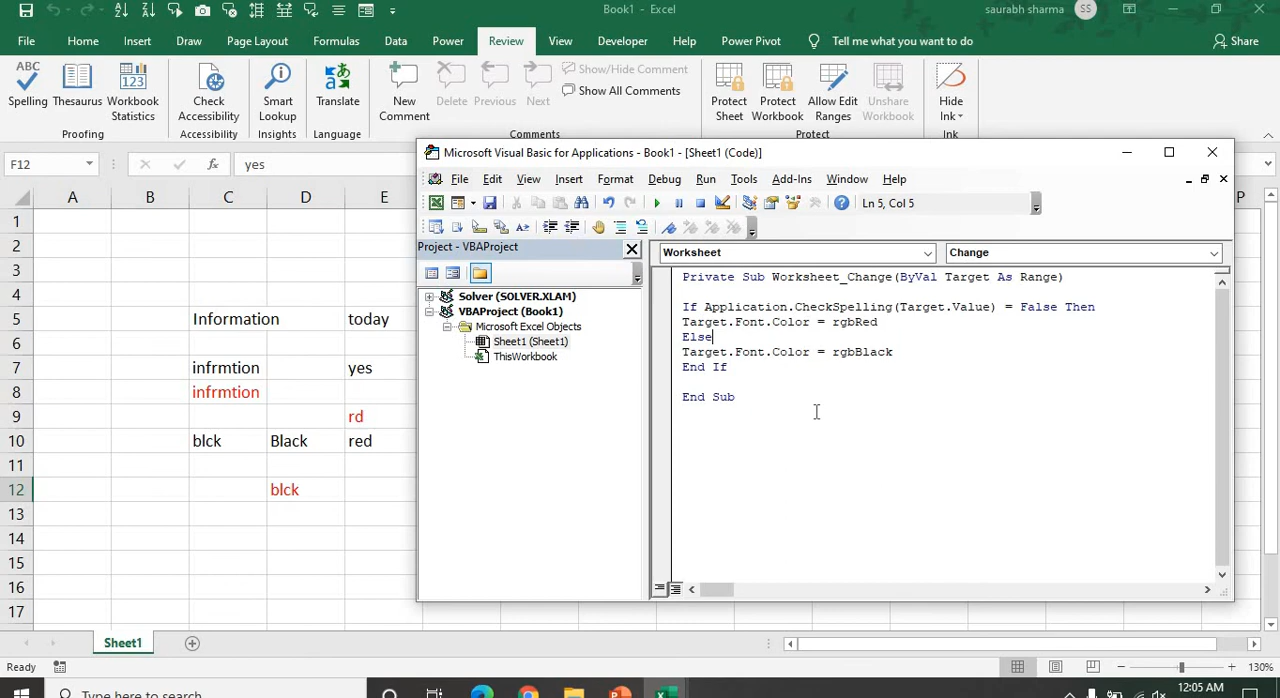 Book1 - Excel
saurabh sharma SS
File Home Insert Draw Page Layout Formulas Data Power Review View Developer Help Power Pivot Tell me what you want to do Share
ABC
Spelling Thesaurus Workbook Statistics
Check Accessibility
Smart Lookup
Translate
New Comment Delete Previous Next
Show/Hide Comment
Show All Comments
Protect Sheet Protect Workbook Allow Edit Ranges Unshare Workbook
Hide Ink
Proofing Accessibility Insights Language Comments Protect Ink
F12 fx yes
A B C D E P
1
2
3
4
5 Information today
6
7 infrmtion yes
8 infrmtion
9 rd
10 blck Black red
11
12 blck
13
14
15
16
17
Microsoft Visual Basic for Applications - Book1 - [Sheet1 (Code)]
File Edit View Insert Format Debug Run Tools Add-Ins Window Help
Ln 5, Col 5
Project - VBAProject
Solver (SOLVER.XLAM)
VBAProject (Book1)
Microsoft Excel Objects
Sheet1 (Sheet1)
ThisWorkbook
Worksheet Change
Private Sub Worksheet_Change(ByVal Target As Range)
If Application.CheckSpelling(Target.Value) = False Then
Target.Font.Color = rgbRed
Else
Target.Font.Color = rgbBlack
End If
End Sub
Sheet1
Ready
130%
Type here to search
12:05 AM